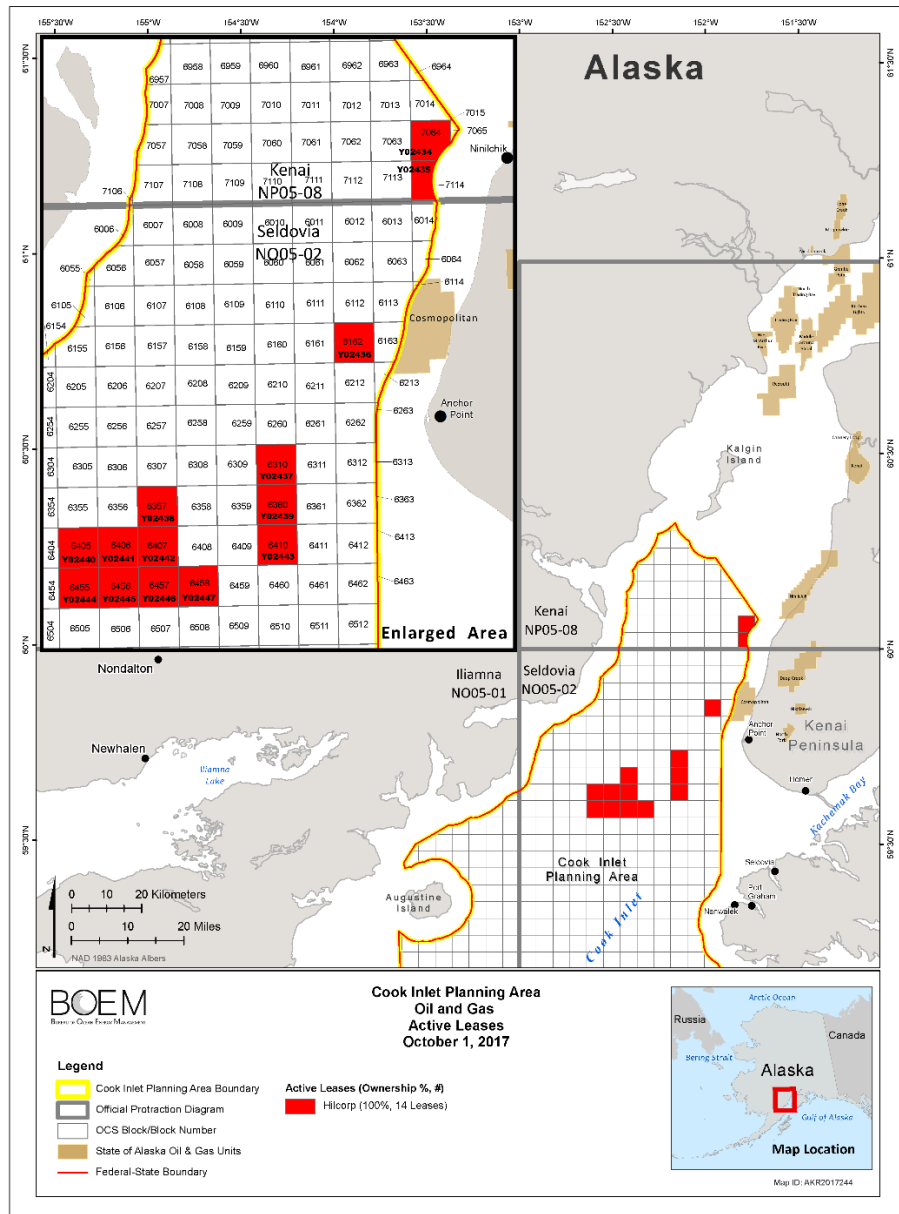 155°30'W 155°W 154°30'W 154°W 153°30'W 153°W 152°30'W 152°W 151°30'W
61°30'N
61°N
60°30'N
60°N
59°30'N
61°30'N
61°N
60°30'N
60°N
59°30'N
Alaska
6958 6959 6960 6961 6962 6963 6964
6957
7007 7008 7009 7010 7011 7012 7013 7014 7015
7057 7058 7059 7060 7061 7062 7063 7064 7065
Y02434
Y02435
Ninilchik
Kenai
NP05-08
7106 7107 7108 7109 7110 7111 7112 7113 7114
Seldovia
NO05-02
6006 6007 6008 6009 6010 6011 6012 6013 6014
6055 6056 6057 6058 6059 6060 6061 6062 6063 6064
6105 6106 6107 6108 6109 6110 6111 6112 6113 6114
Cosmopolitan
6154 6155 6156 6157 6158 6159 6160 6161 6162 6163
Y02436
6204 6205 6206 6207 6208 6209 6210 6211 6212 6213
Anchor
Point
6254 6255 6256 6257 6258 6259 6260 6261 6262 6263
6304 6305 6306 6307 6308 6309 6310 6311 6312 6313
Y02437
6354 6355 6356 6357 6358 6359 6360 6361 6362 6363
Y02438 Y02439
6404 6405 6406 6407 6408 6409 6410 6411 6412 6413
Y02440 Y02441 Y02442 Y02443
6454 6455 6456 6457 6458 6459 6460 6461 6462 6463
Y02444 Y02445 Y02446 Y02447
6504 6505 6506 6507 6508 6509 6510 6511 6512
Enlarged Area
Kalgin
Island
Kenai
NP05-08
Iliamna
NO05-01
Seldovia
NO05-02
Nondalton
Newhalen
Iliamna
Lake
Cosmopolitan
Anchor
Point
Kenai
Peninsula
Homer
Kachemak Bay
Seldovia
Port
Graham
Nanwalek
Cook Inlet
Planning Area
Cook Inlet
Augustine
Island
20 10 0 20 Kilometers
20 10 0 20 Miles
N
NAD 1983 Alaska Albers
BOEM
Bureau of Ocean Energy Management
Cook Inlet Planning Area
Oil and Gas
Active Leases
October 1, 2017
Legend
Cook Inlet Planning Area Boundary
Official Protraction Diagram
OCS Block/Block Number
State of Alaska Oil & Gas Units
Federal-State Boundary
Active Leases (Ownership %, #)
Hilcorp (100%, 14 Leases)
Arctic Ocean
Russia
Canada
Bering Strait
Alaska
Gulf of Alaska
Map Location
Map ID: AKR2017244